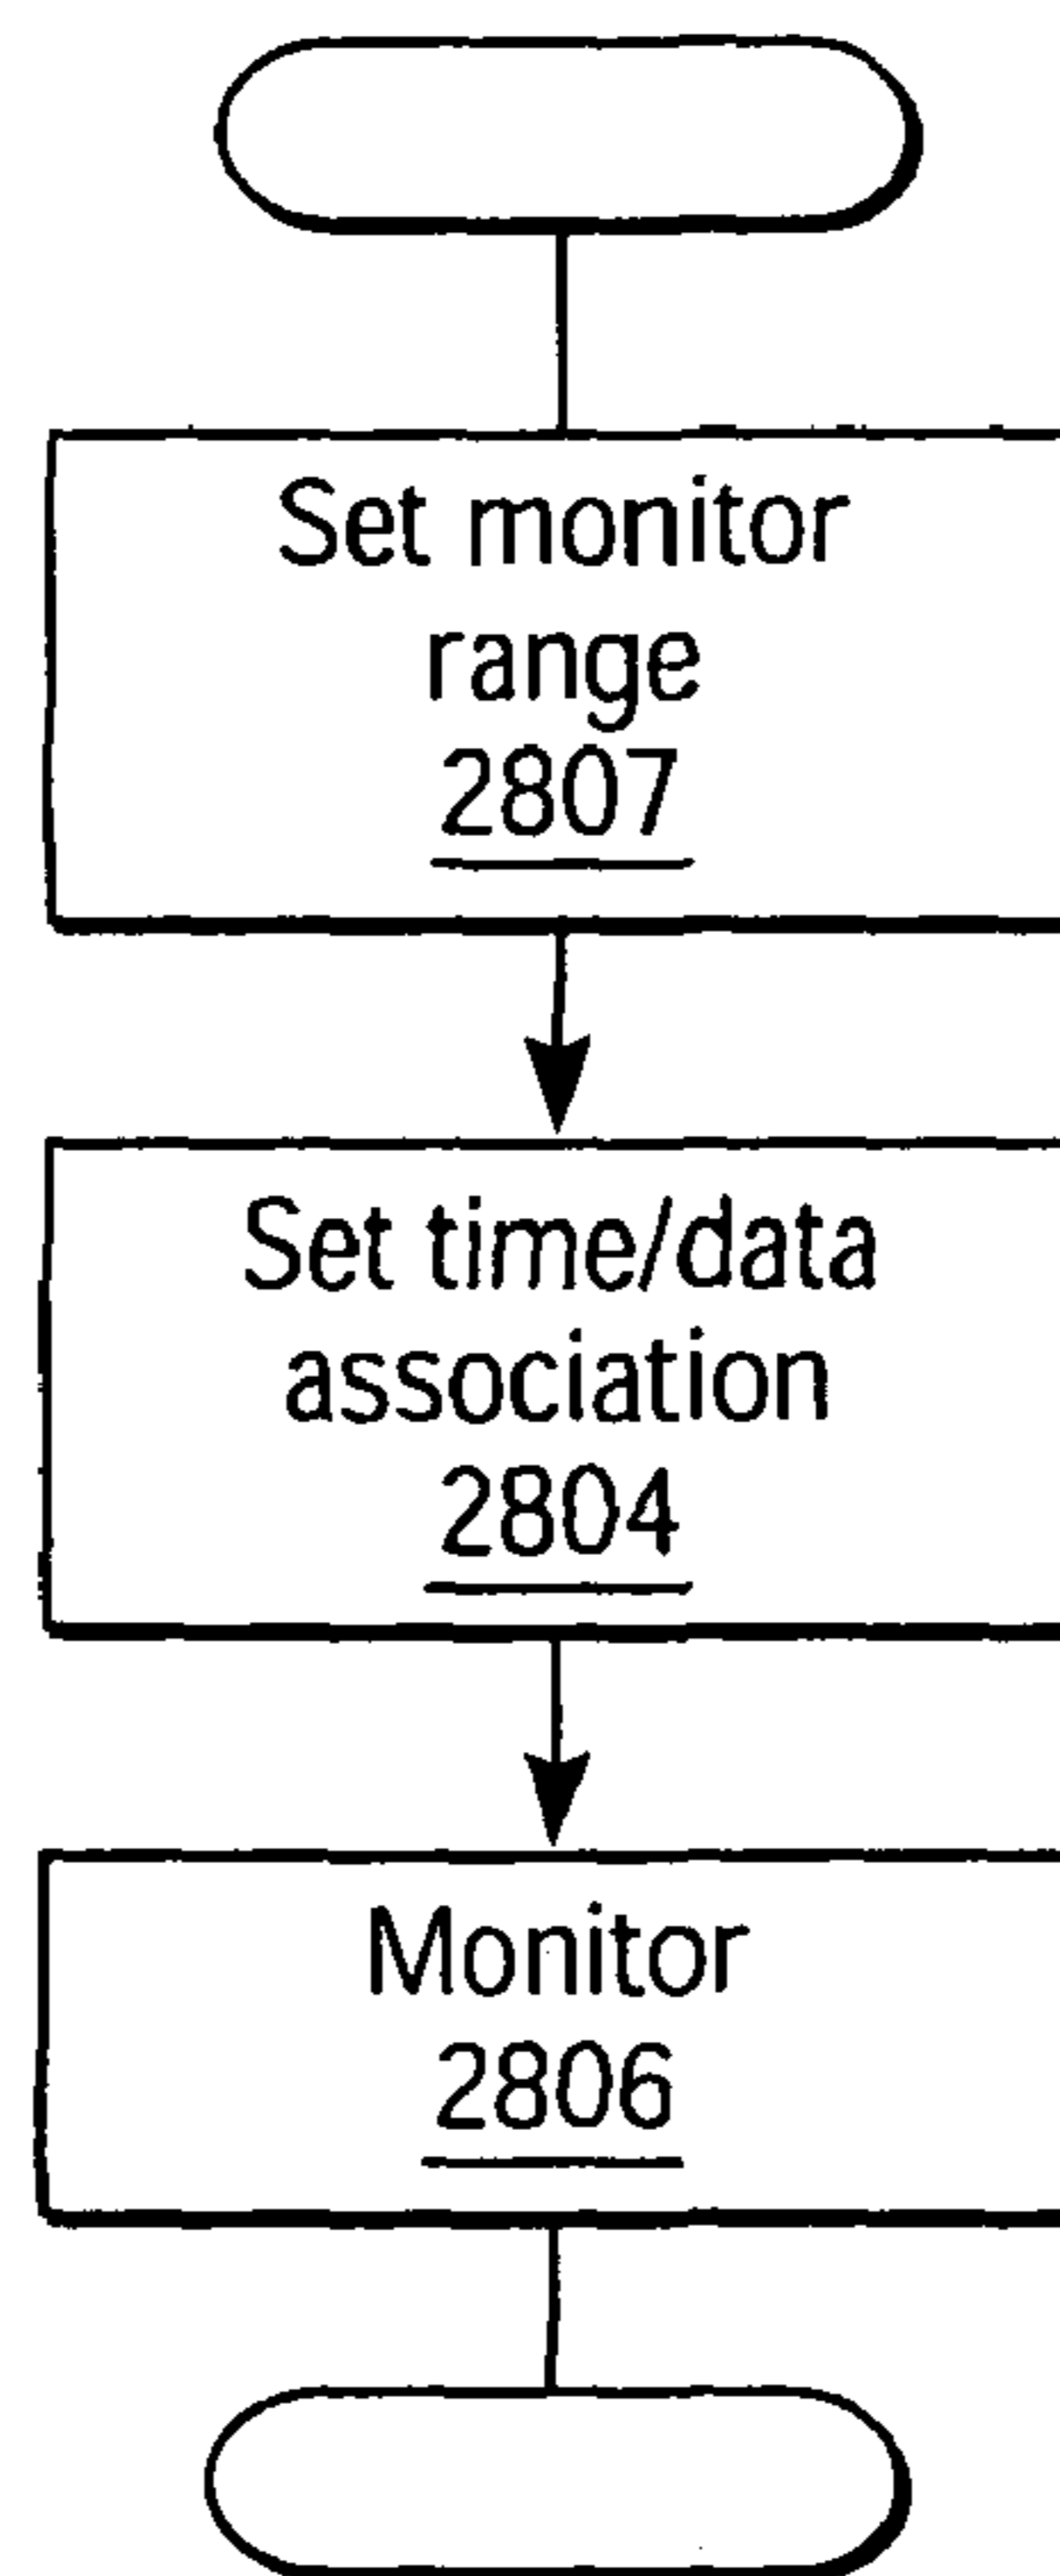 Set monitor
range
2807
Set time/data
association
2804
Monitor
2806